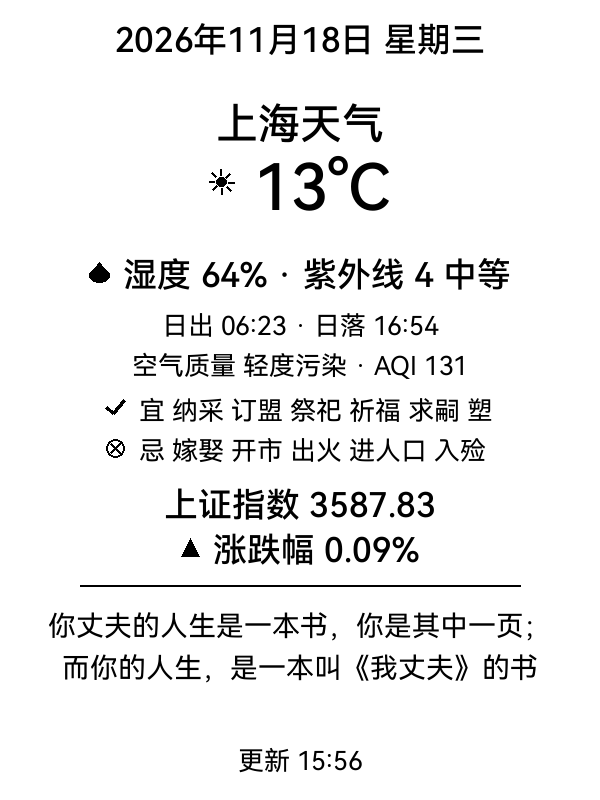 2026年11月18日 星期三
上海天气
13°C
湿度 64% · 紫外线 4 中等
日出 06:23 · 日落 16:54
空气质量 轻度污染 · AQI 131
宜 纳采 订盟 祭祀 祈福 求嗣 塑
忌 嫁娶 开市 出火 进人口 入殓
上证指数 3587.83
▲ 涨跌幅 0.09%
你丈夫的人生是一本书，你是其中一页；
而你的人生，是一本叫《我丈夫》的书
更新 15:56